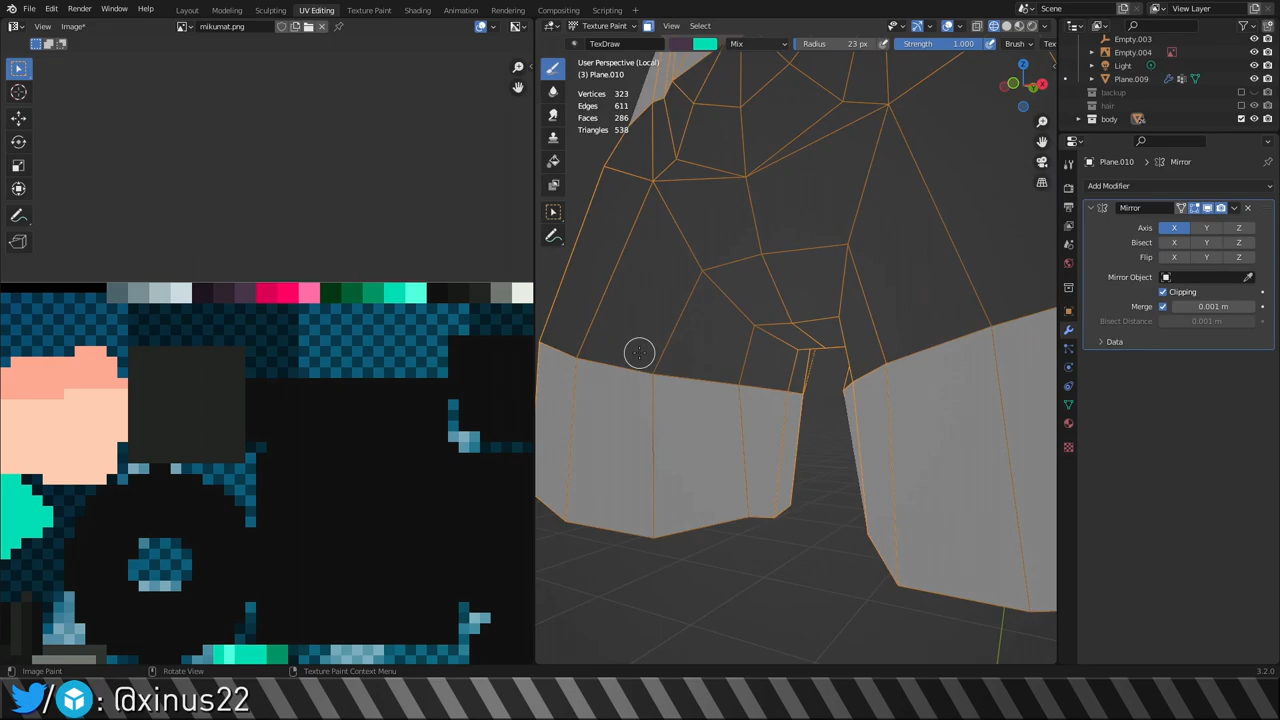 File Edit Render Window Help Layout Modeling Sculpting UV Editing Texture Paint Shading Animation Rendering Compositing Scripting Scene View Layer
View Image* mikumat.png Texture Paint View Select
TexDraw Mix Radius 23 px Strength 1.000 Brush Tex
User Perspective (Local)
(3) Plane.010
Vertices 323
Edges 611
Faces 286
Triangles 538
Empty.003
Empty.004
Light
Plane.009
backup
hair
body
Plane.010 Mirror
Add Modifier
Mirror
Axis X Y Z
Bisect X Y Z
Flip X Y Z
Mirror Object
Clipping
Merge 0.001 m
Bisect Distance 0.001 m
Data
Image Paint Rotate View Texture Paint Context Menu 3.2.0
/ : @xinus22